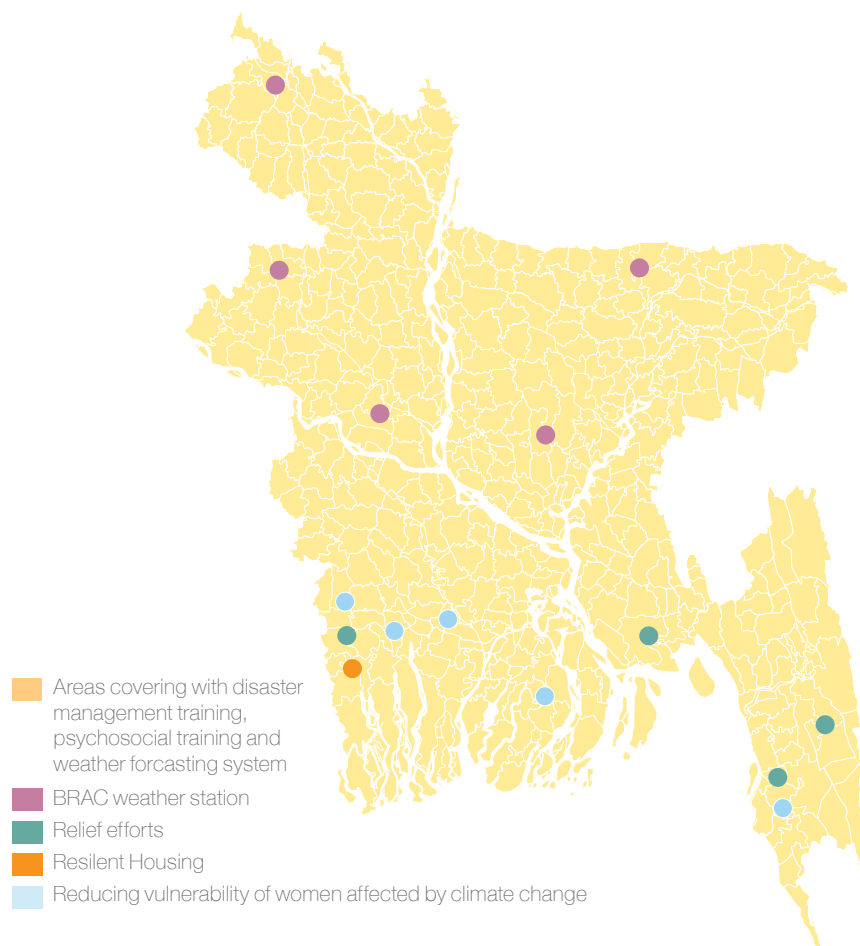 Areas covering with disaster
management training,
psychosocial training and
weather forcasting system
BRAC weather station
Relief efforts
Resilent Housing
Reducing vulnerability of women affected by climate change